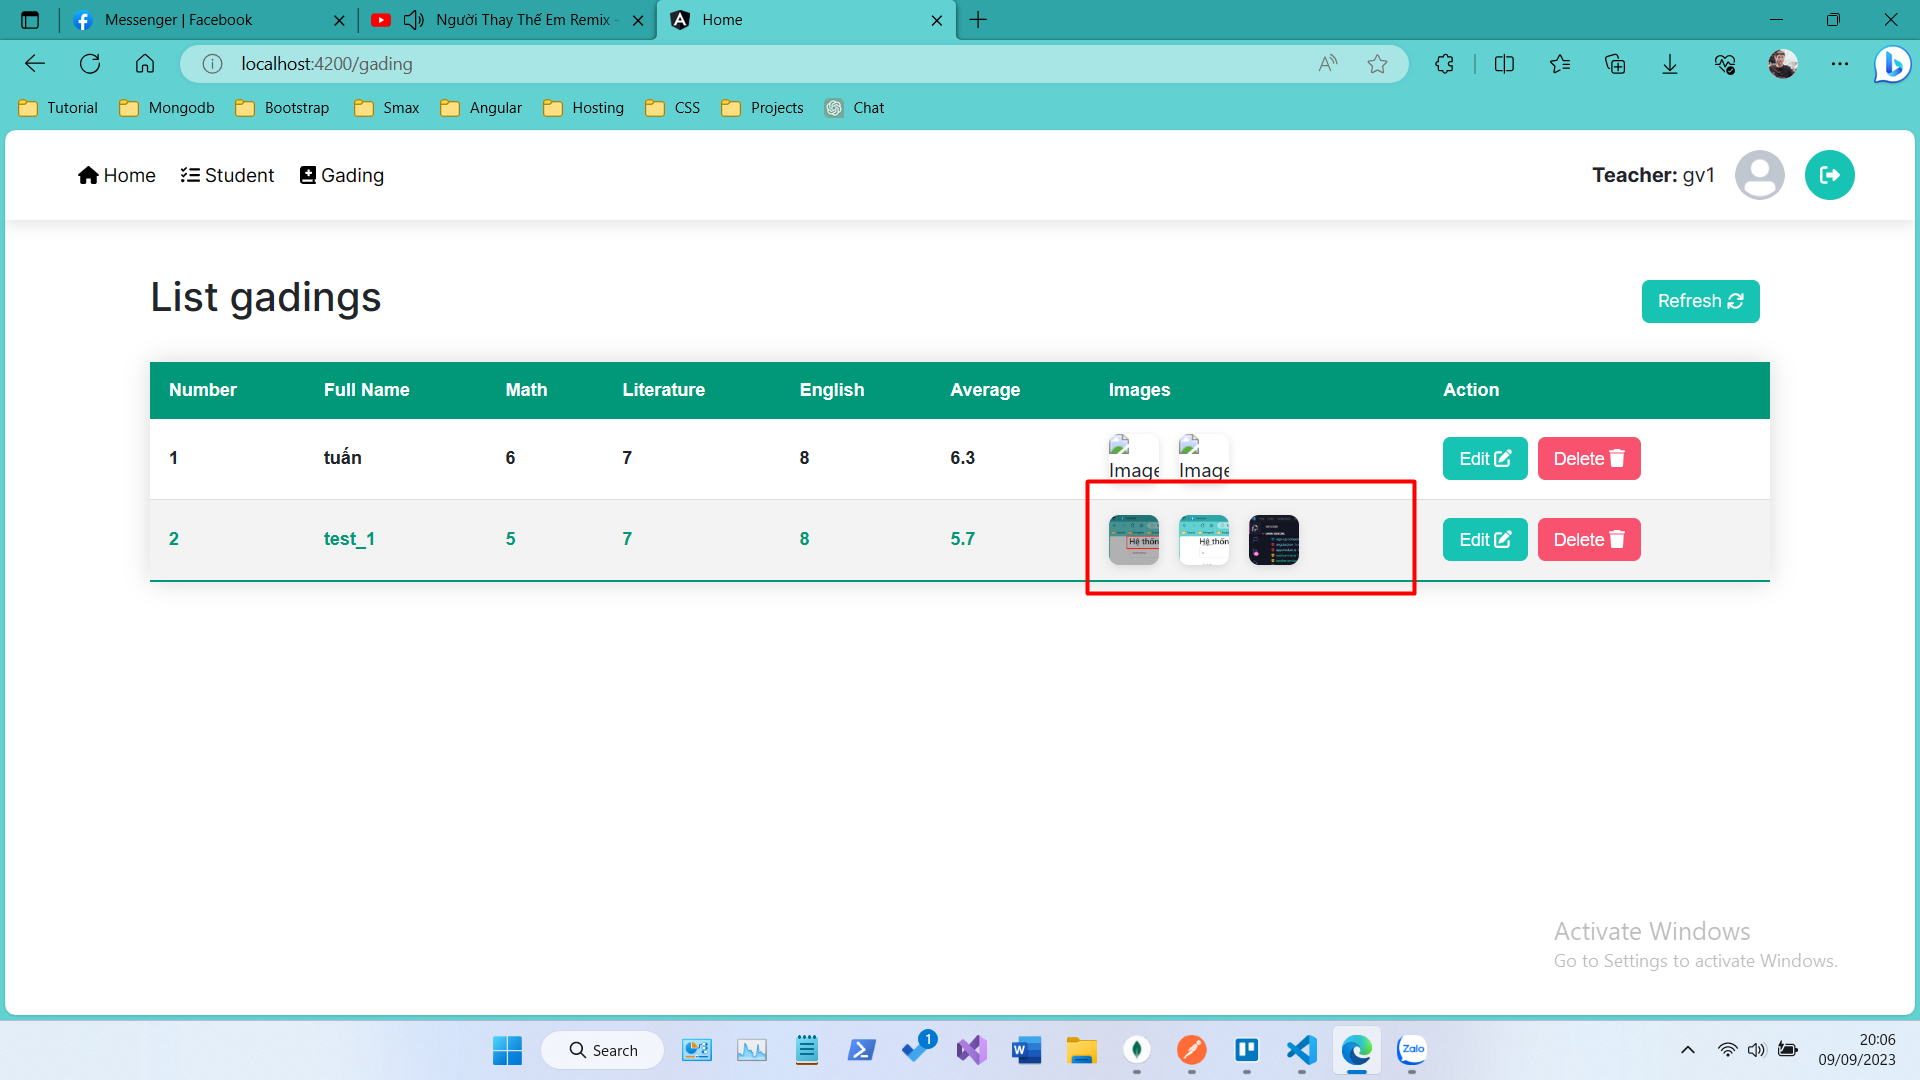 Messenger | Facebook
Người Thay Thế Em Remix -
Home
localhost:4200/gading
Tutorial Mongodb Bootstrap Smax Angular Hosting CSS Projects Chat
Home Student Gading
Teacher: gv1
List gadings
Refresh
Number Full Name Math Literature English Average Images Action
1 tuấn 6 7 8 6.3 Image Image Edit Delete
2 test_1 5 7 8 5.7 Hệ thốn Hệ thốn Edit Delete
Activate Windows
Go to Settings to activate Windows.
Search
1
Zalo
20:06
09/09/2023